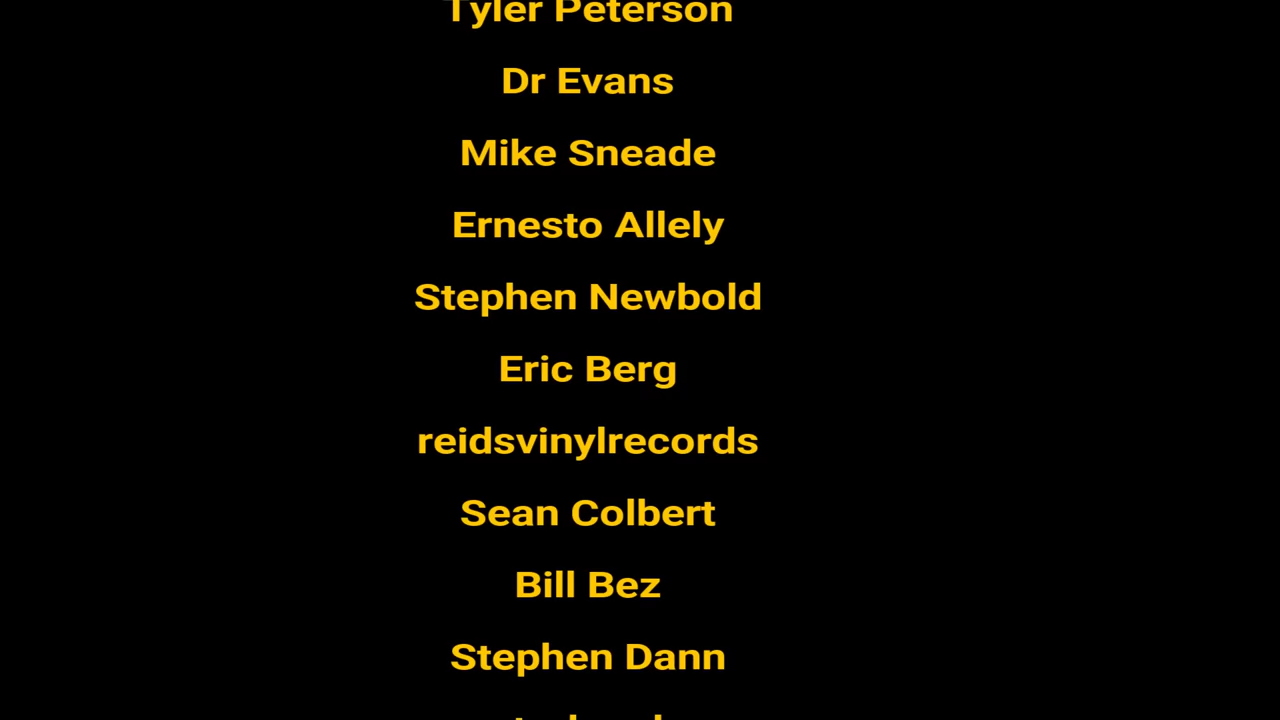 Tyler Peterson
Dr Evans
Mike Sneade
Ernesto Allely
Stephen Newbold
Eric Berg
reidsvinylrecords
Sean Colbert
Bill Bez
Stephen Dann